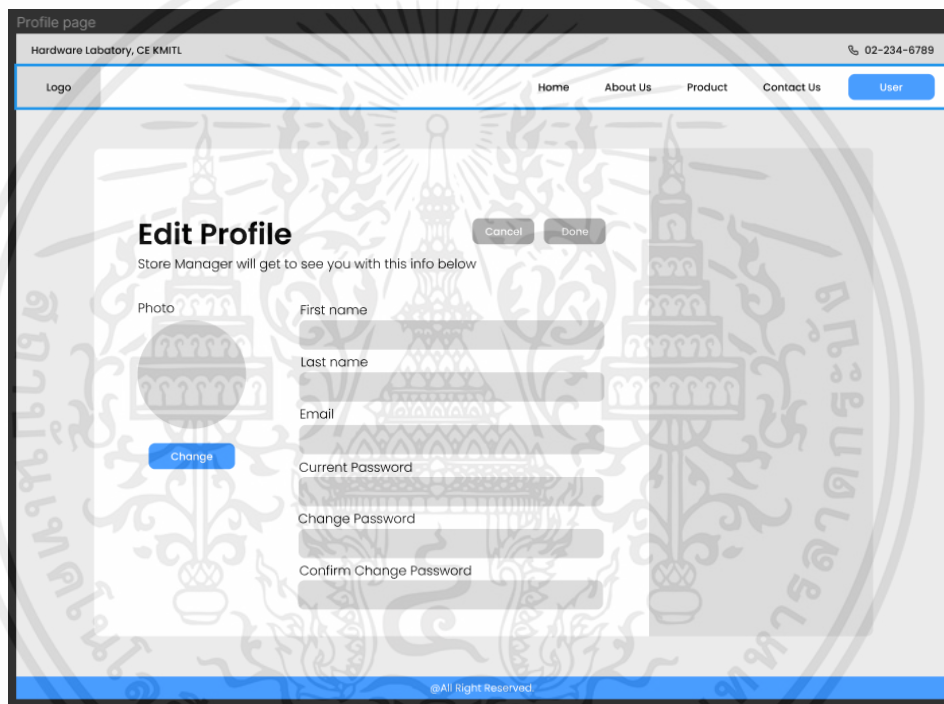 Profile page
Hardware Labatory, CE KMITL
02-234-6789
Logo
Home
About Us
Product
Contact Us
User
Edit Profile
Cancel
Done
Store Manager will get to see you with this info below
Photo
First name
Last name
Email
Change
Current Password
Change Password
Confirm Change Password
@All Right Reserved.